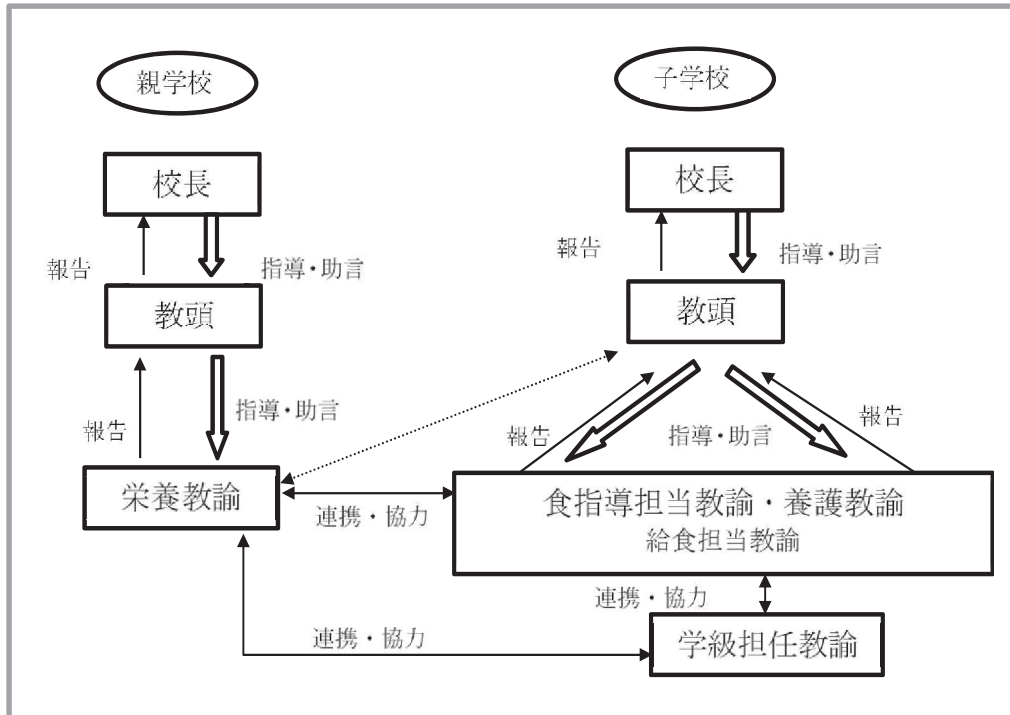 親学校
子学校
校長
校長
報告
指導・助言
報告
指導・助言
教頭
教頭
報告
指導・助言
報告
指導・助言
報告
栄養教諭
連携・協力
食指導担当教諭・養護教諭
給食担当教諭
連携・協力
連携・協力
学級担任教諭